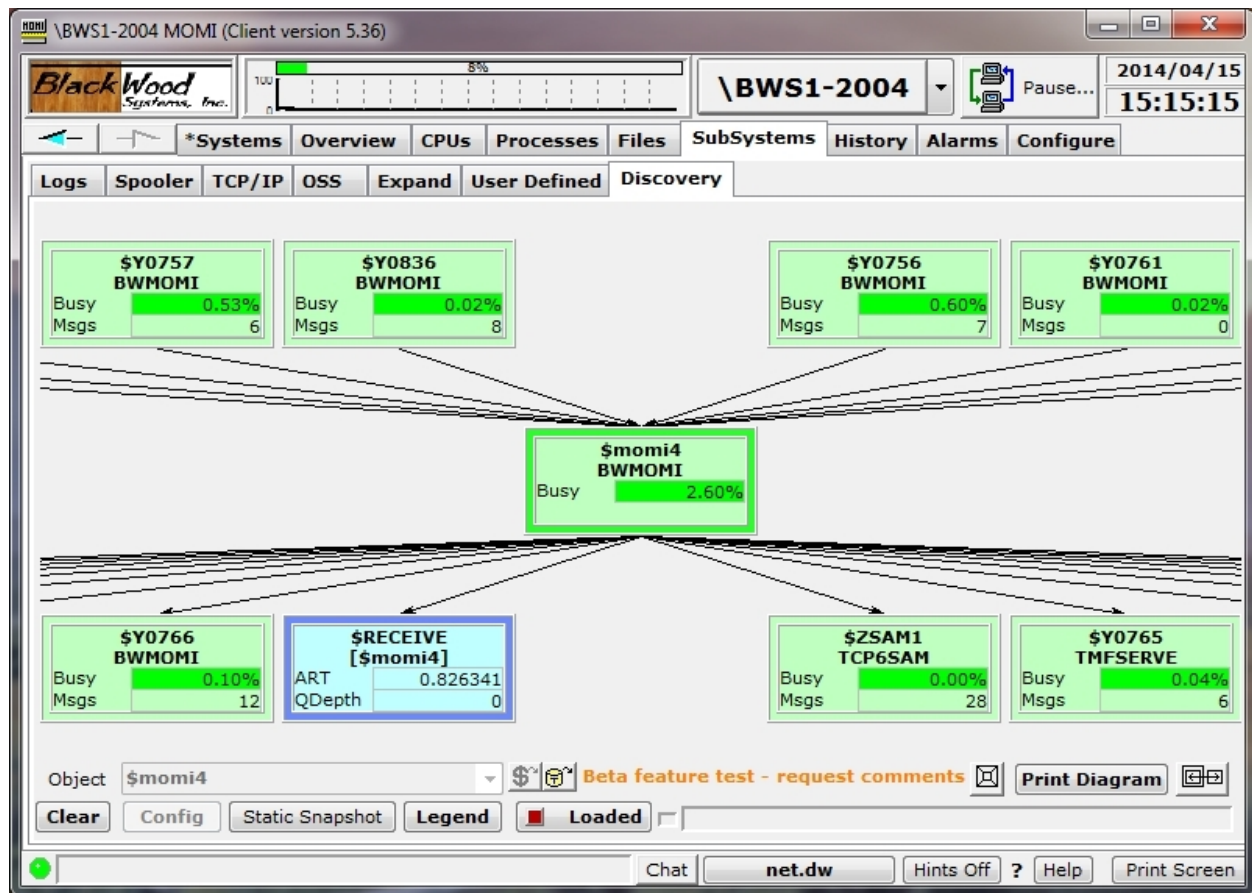 \BWS1-2004 MOMI (Client version 5.36)
BlackWood
Systems, Inc.
100
0
8%
\BWS1-2004
Pause...
2014/04/15
15:15:15
*Systems Overview CPUs Processes Files SubSystems History Alarms Configure
Logs Spooler TCP/IP OSS Expand User Defined Discovery
$Y0757
BWMOMI
Busy 0.53%
Msgs 6
$Y0836
BWMOMI
Busy 0.02%
Msgs 8
$Y0756
BWMOMI
Busy 0.60%
Msgs 7
$Y0761
BWMOMI
Busy 0.02%
Msgs 0
$momi4
BWMOMI
Busy 2.60%
$Y0766
BWMOMI
Busy 0.10%
Msgs 12
$RECEIVE
[$momi4]
ART 0.826341
QDepth 0
$ZSAM1
TCP6SAM
Busy 0.00%
Msgs 28
$Y0765
TMFSERVE
Busy 0.04%
Msgs 6
Object $momi4 $ Beta feature test - request comments Print Diagram
Clear Config Static Snapshot Legend Loaded
Chat net.dw Hints Off ? Help Print Screen